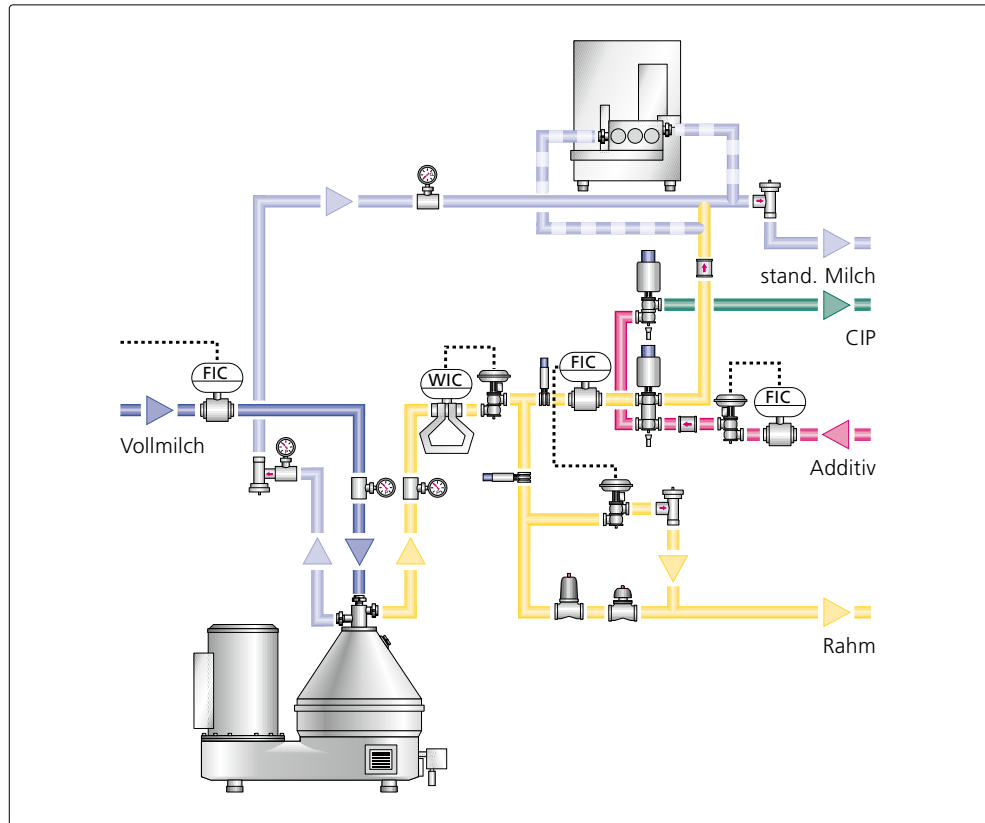 stand. Milch
CIP
FIC
WIC
FIC
FIC
Vollmilch
Additiv
Rahm